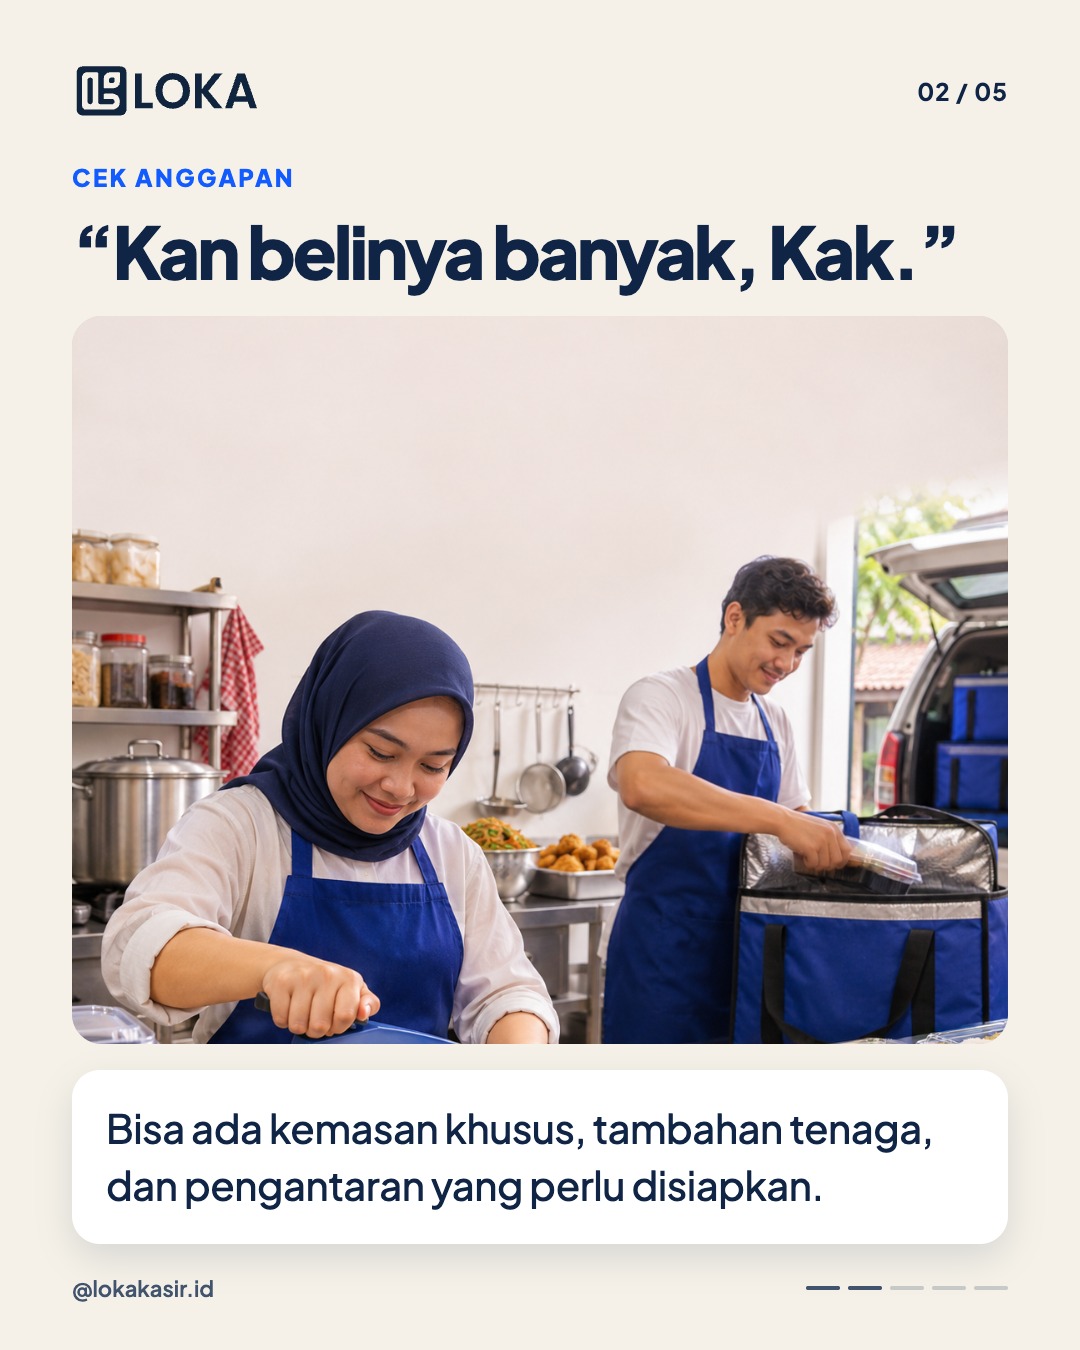 LOKA
02 / 05
CEK ANGGAPAN
“Kan belinya banyak, Kak.”
Bisa ada kemasan khusus, tambahan tenaga,
dan pengantaran yang perlu disiapkan.
@lokakasir.id